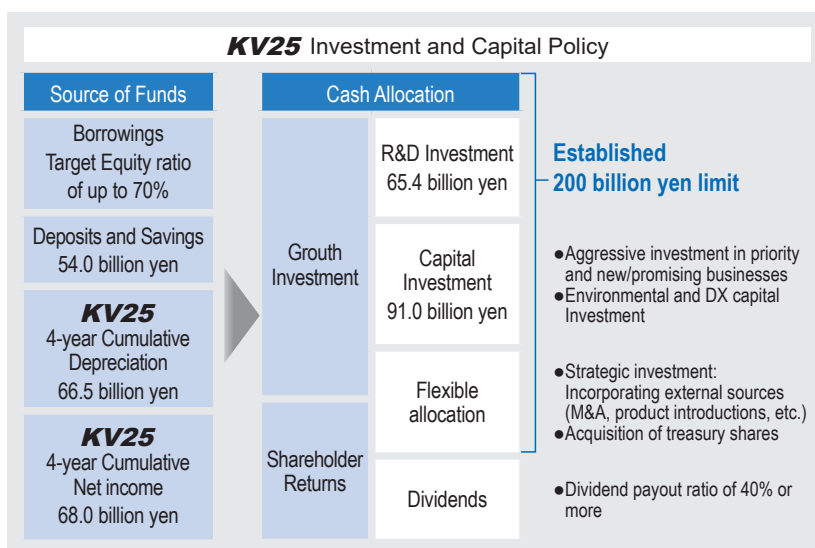 KV25 Investment and Capital Policy
Source of Funds
Borrowings
Target Equity ratio
of up to 70%
Deposits and Savings
54.0 billion yen
KV25
4-year Cumulative
Depreciation
66.5 billion yen
KV25
4-year Cumulative
Net income
68.0 billion yen
Cash Allocation
Grouth
Investment
Shareholder
Returns
R&D Investment
65.4 billion yen
Capital
Investment
91.0 billion yen
Flexible
allocation
Dividends
Established
200 billion yen limit
●Aggressive investment in priority
and new/promising businesses
●Environmental and DX capital
Investment
●Strategic investment:
Incorporating external sources
(M&A, product introductions, etc.)
●Acquisition of treasury shares
●Dividend payout ratio of 40% or
more